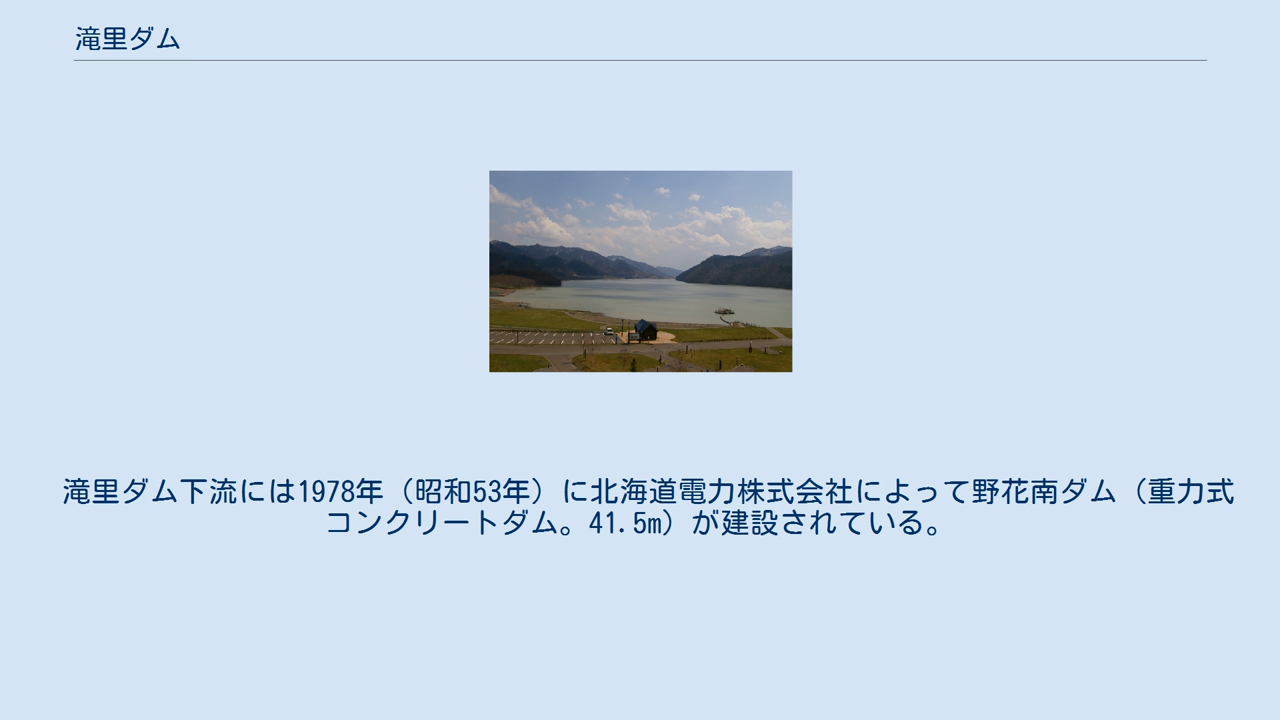 滝里ダム
滝里ダム下流には1978年（昭和53年）に北海道電力株式会社によって野花南ダム（重力式
コンクリートダム。41.5m）が建設されている。